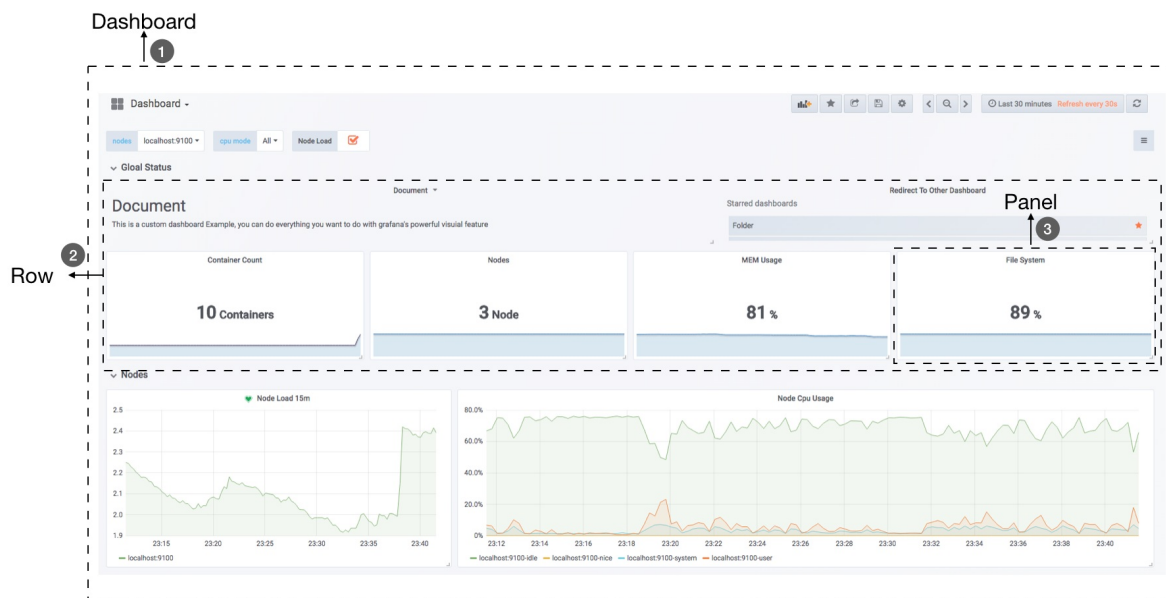 Dashboard
1
Dashboard
Last 30 minutes Refresh every 30s
nodes localhost:9100 cpu mode All Node Load
Gloal Status
Document
Redirect To Other Dashboard
Document
This is a custom dashboard Example, you can do everything you want to do with grafana's powerful visuial feature
Starred dashboards
Folder
Panel
3
2
Row
Container Count
Nodes
MEM Usage
File System
10 Containers
3 Node
81 %
89 %
Nodes
Node Load 15m
2.5
2.4
2.3
2.2
2.1
2.0
1.9
23:15 23:20 23:25 23:30 23:35 23:40
localhost:9100
Node Cpu Usage
80.0%
60.0%
40.0%
20.0%
0%
23:12 23:14 23:16 23:18 23:20 23:22 23:24 23:26 23:28 23:30 23:32 23:34 23:36 23:38 23:40
localhost:9100-idle localhost:9100-nice localhost:9100-system localhost:9100-user